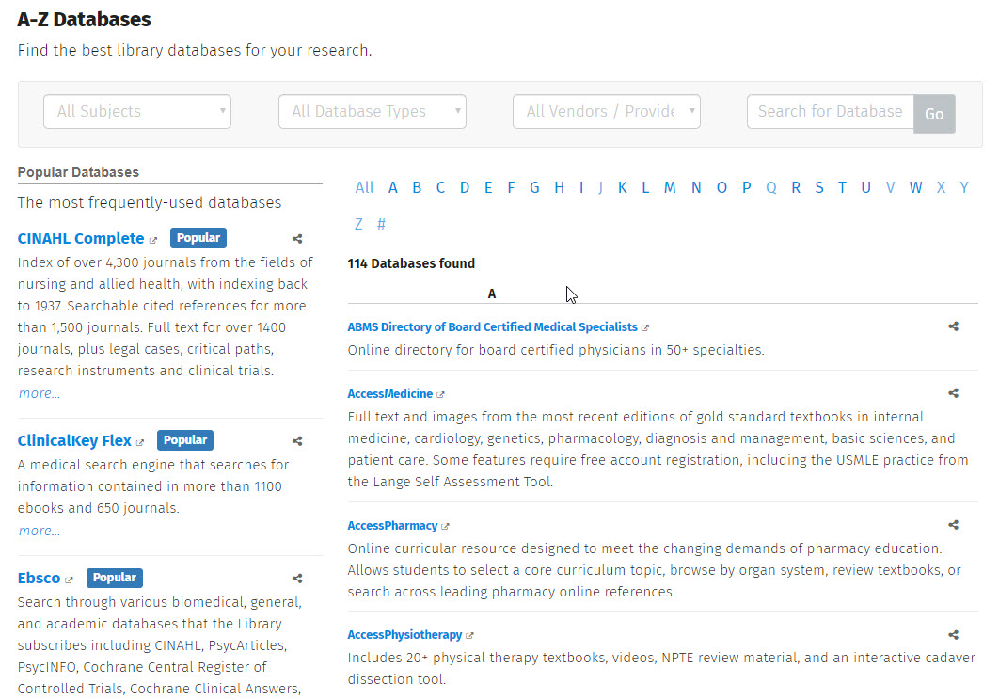 A-Z Databases
Find the best library databases for your research.
All Subjects
All Database Types
All Vendors / Provide
Search for Database
Go
Popular Databases
The most frequently-used databases
CINAHL Complete Popular
Index of over 4,300 journals from the fields of
nursing and allied health, with indexing back
to 1937. Searchable cited references for more
than 1,500 journals. Full text for over 1400
journals, plus legal cases, critical paths,
research instruments and clinical trials.
more...
ClinicalKey Flex Popular
A medical search engine that searches for
information contained in more than 1100
ebooks and 650 journals.
more...
Ebsco Popular
Search through various biomedical, general,
and academic databases that the Library
subscribes including CINAHL, PsycArticles,
PsycINFO, Cochrane Central Register of
Controlled Trials, Cochrane Clinical Answers,
All A B C D E F G H I J K L M N O P Q R S T U V W X Y
Z #
114 Databases found
A
ABMS Directory of Board Certified Medical Specialists
Online directory for board certified physicians in 50+ specialties.
AccessMedicine
Full text and images from the most recent editions of gold standard textbooks in internal
medicine, cardiology, genetics, pharmacology, diagnosis and management, basic sciences, and
patient care. Some features require free account registration, including the USMLE practice from
the Lange Self Assessment Tool.
AccessPharmacy
Online curricular resource designed to meet the changing demands of pharmacy education.
Allows students to select a core curriculum topic, browse by organ system, review textbooks, or
search across leading pharmacy online references.
AccessPhysiotherapy
Includes 20+ physical therapy textbooks, videos, NPTE review material, and an interactive cadaver
dissection tool.